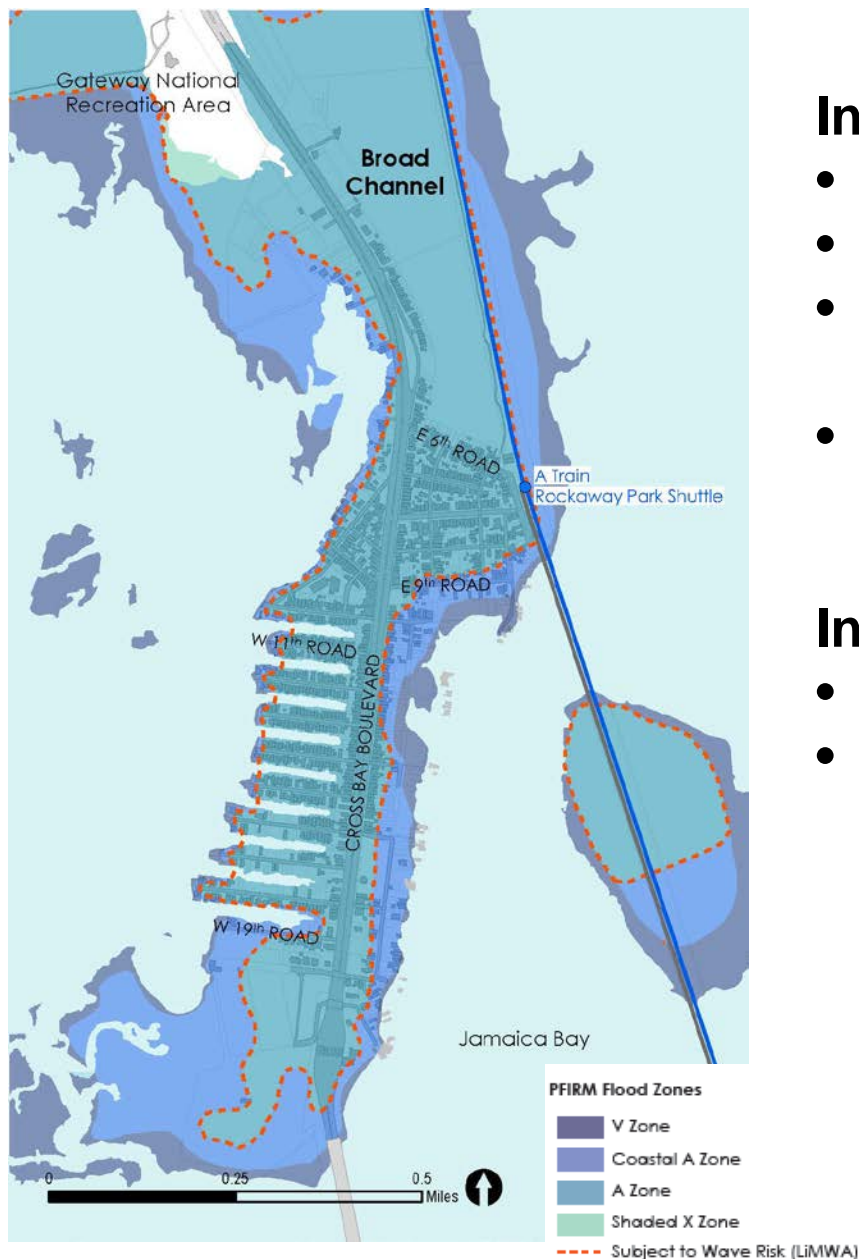 Gateway National
Recreation Area
Broad
Channel
E 6th ROAD
A Train
Rockaway Park Shuttle
E 9th ROAD
W 11th ROAD
CROSS BAY BOULEVARD
W 19th ROAD
Jamaica Bay
0 0.25 0.5
Miles
PFIRM Flood Zones
V Zone
Coastal A Zone
A Zone
Shaded X Zone
Subject to Wave Risk (LiMWA)
In
•
•
•
•
In
•
•